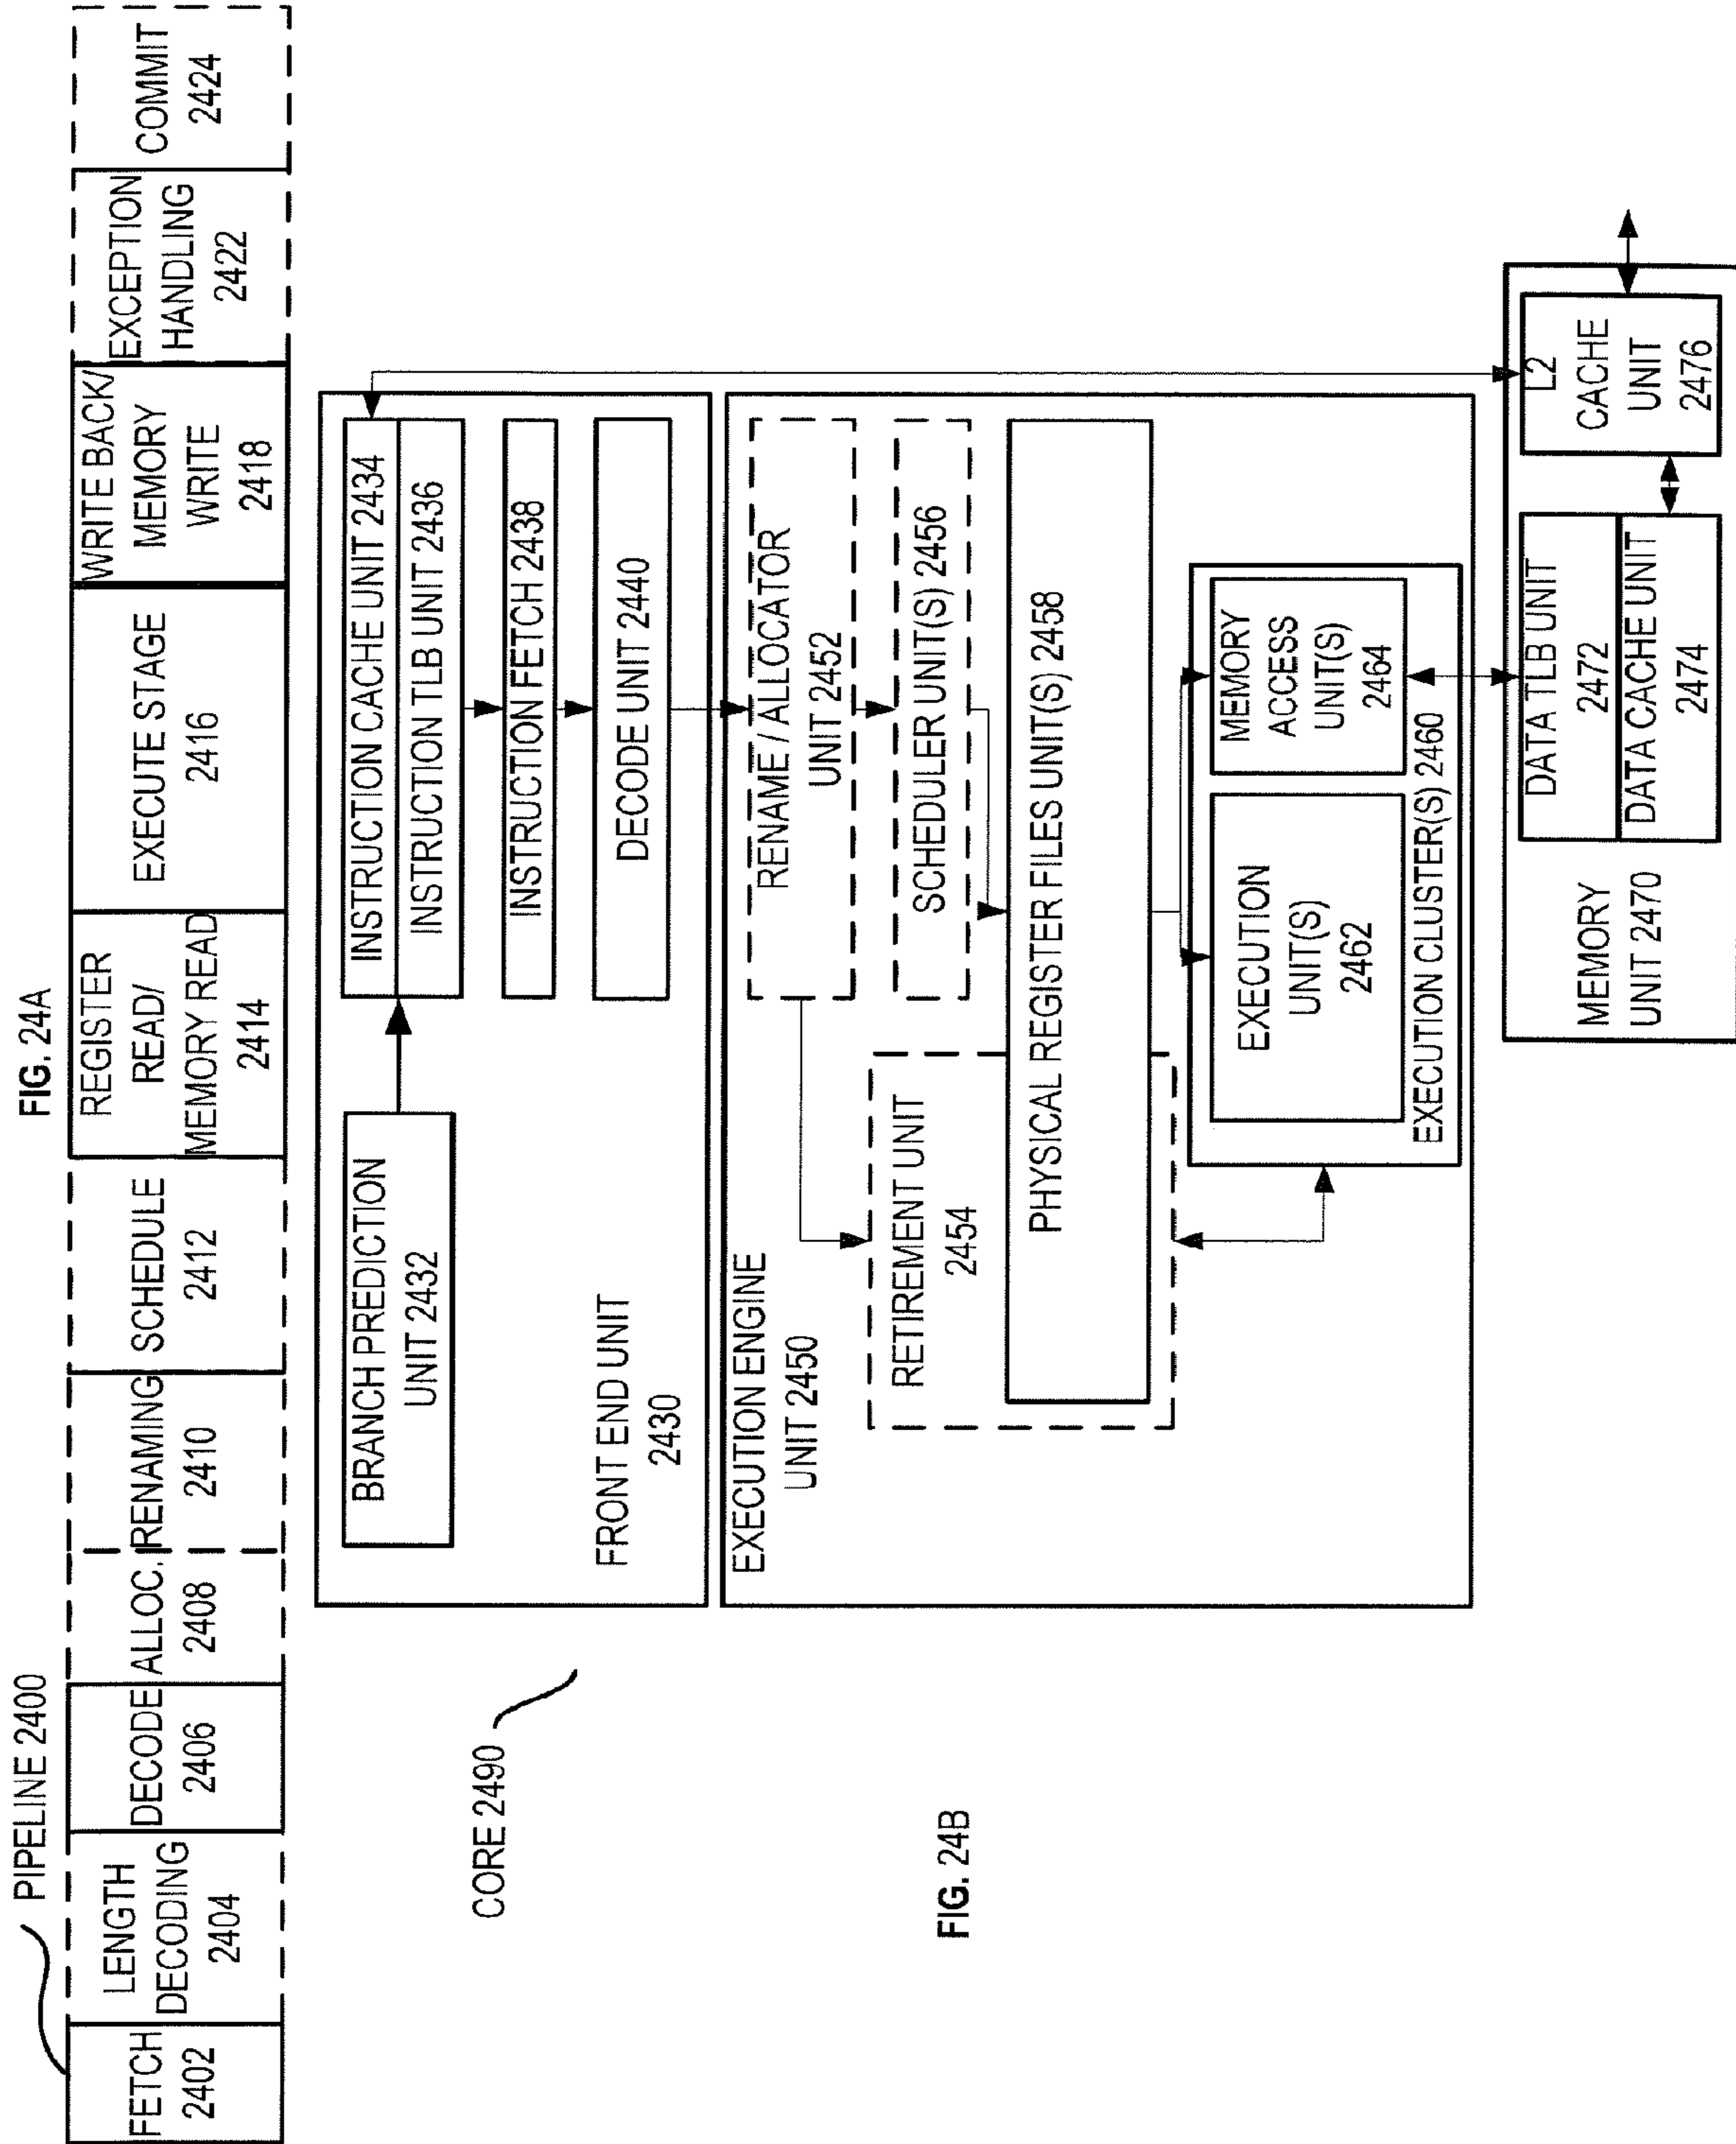 FIG. 24A
PIPELINE 2400
FETCH
2402
LENGTH
DECODING
2404
DECODE
2406
ALLOC.
2408
RENAMING
2410
SCHEDULE
2412
REGISTER
READ/
MEMORY READ
2414
EXECUTE STAGE
2416
WRITE BACK/
MEMORY
WRITE
2418
EXCEPTION
HANDLING
2422
COMMIT
2424
CORE 2490
FIG. 24B
BRANCH PREDICTION
UNIT 2432
INSTRUCTION CACHE UNIT 2434
INSTRUCTION TLB UNIT 2436
INSTRUCTION FETCH 2438
DECODE UNIT 2440
FRONT END UNIT
2430
EXECUTION ENGINE
UNIT 2450
RENAME / ALLOCATOR
UNIT 2452
RETIREMENT UNIT
2454
SCHEDULER UNIT(S) 2456
PHYSICAL REGISTER FILES UNIT(S) 2458
EXECUTION
UNIT(S)
2462
MEMORY
ACCESS
UNIT(S)
2464
EXECUTION CLUSTER(S) 2460
MEMORY
UNIT 2470
DATA TLB UNIT
2472
DATA CACHE UNIT
2474
L2
CACHE
UNIT
2476